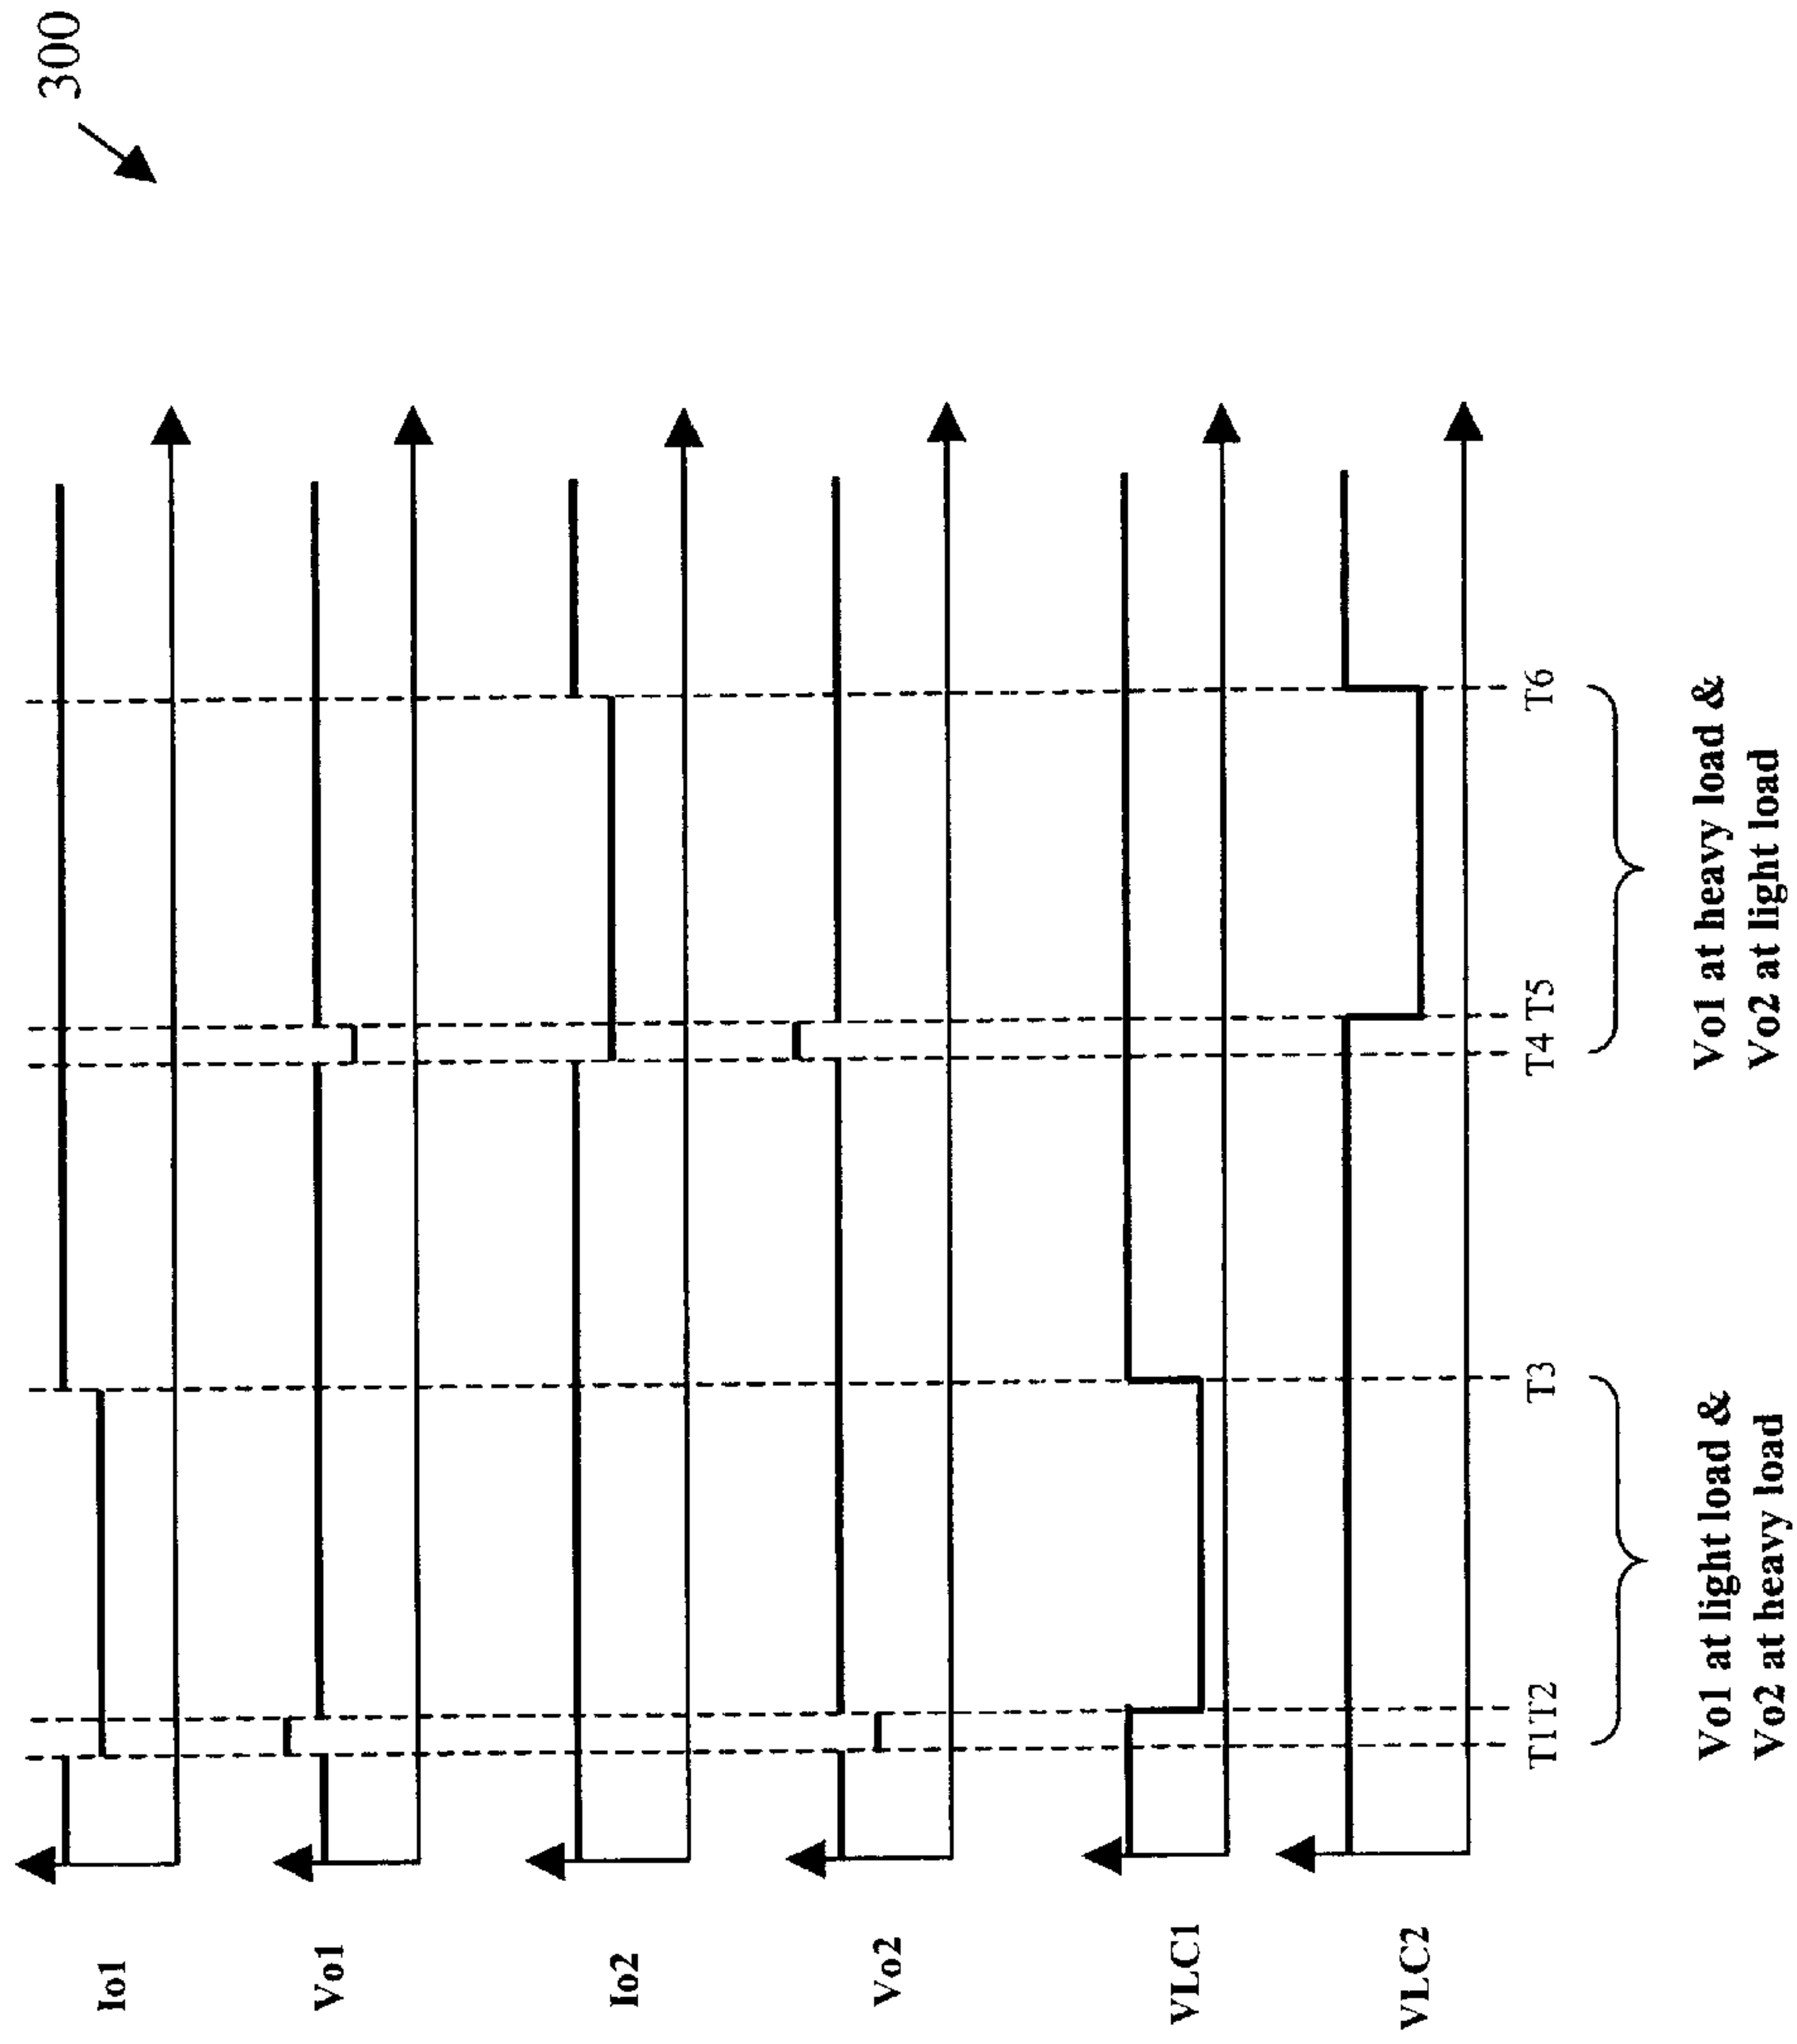 300
Io1
Vo1
Io2
Vo2
VLC1
VLC2
T1T2
T3
T4 T5
T6
Vo1 at light load &
Vo2 at heavy load
Vo1 at heavy load &
Vo2 at light load